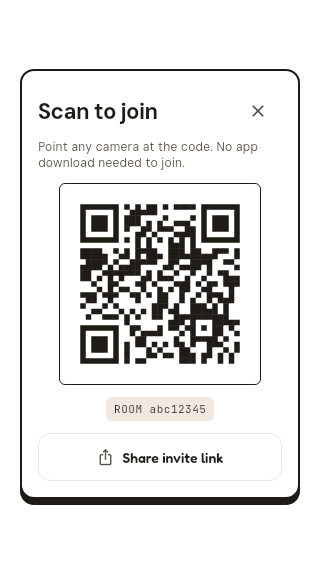 Scan to join
Point any camera at the code. No app
download needed to join.
ROOM abc12345
Share invite link